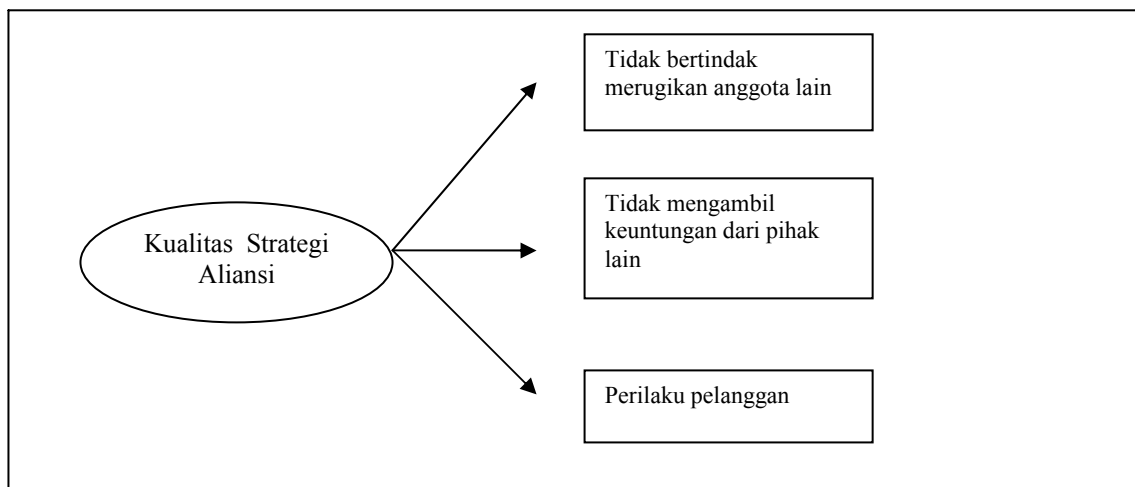 Tidak bertindak
merugikan anggota lain
Kualitas Strategi
Aliansi
Tidak mengambil
keuntungan dari pihak
lain
Perilaku pelanggan